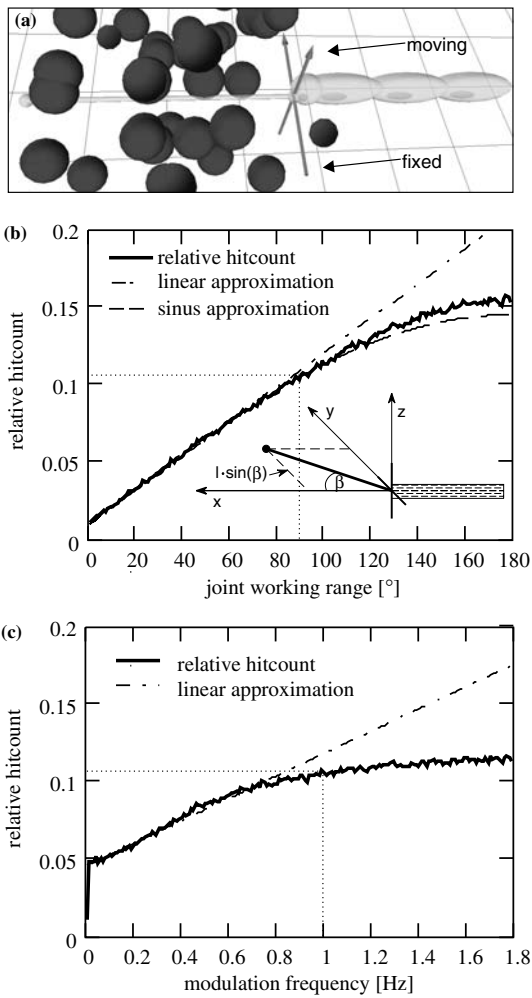 (a)
moving
fixed
(b)
0.2
relative hitcount
linear approximation
sinus approximation
0.15
0.1
0.05
0
relative hitcount
y
z
l·sin(β)
β
x
0 20 40 60 80 100 120 140 160 180
joint working range [°]
(c)
0.2
relative hitcount
linear approximation
0.15
0.1
0.05
0
relative hitcount
0 0.2 0.4 0.6 0.8 1 1.2 1.4 1.6 1.8
modulation frequency [Hz]